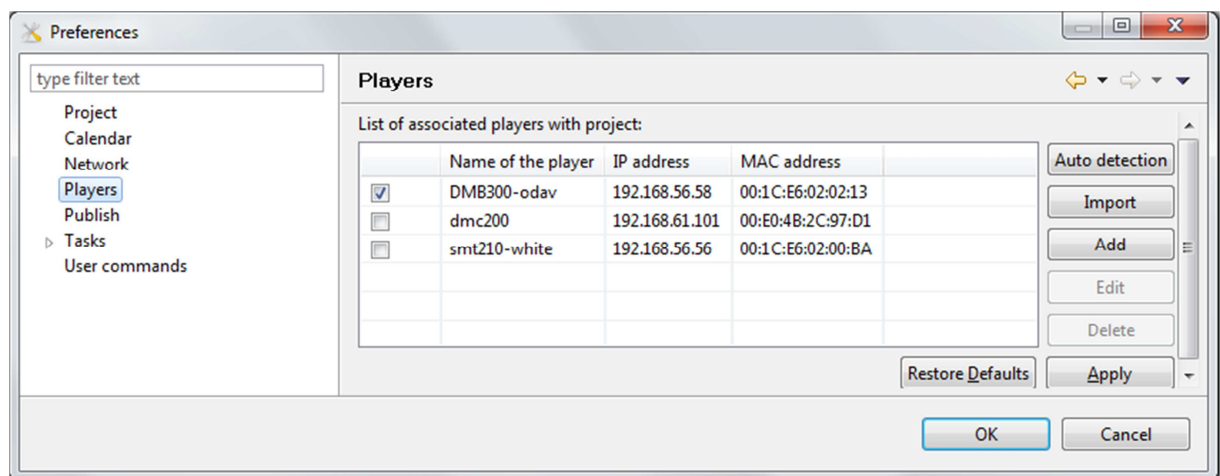 Preferences
type filter text
Project
Calendar
Network
Players
Publish
Tasks
User commands
Players
List of associated players with project:
Name of the player IP address MAC address
DMB300-odav 192.168.56.58 00:1C:E6:02:02:13
dmc200 192.168.61.101 00:E0:4B:2C:97:D1
smt210-white 192.168.56.56 00:1C:E6:02:00:BA
Auto detection
Import
Add
Edit
Delete
Restore Defaults Apply
OK Cancel